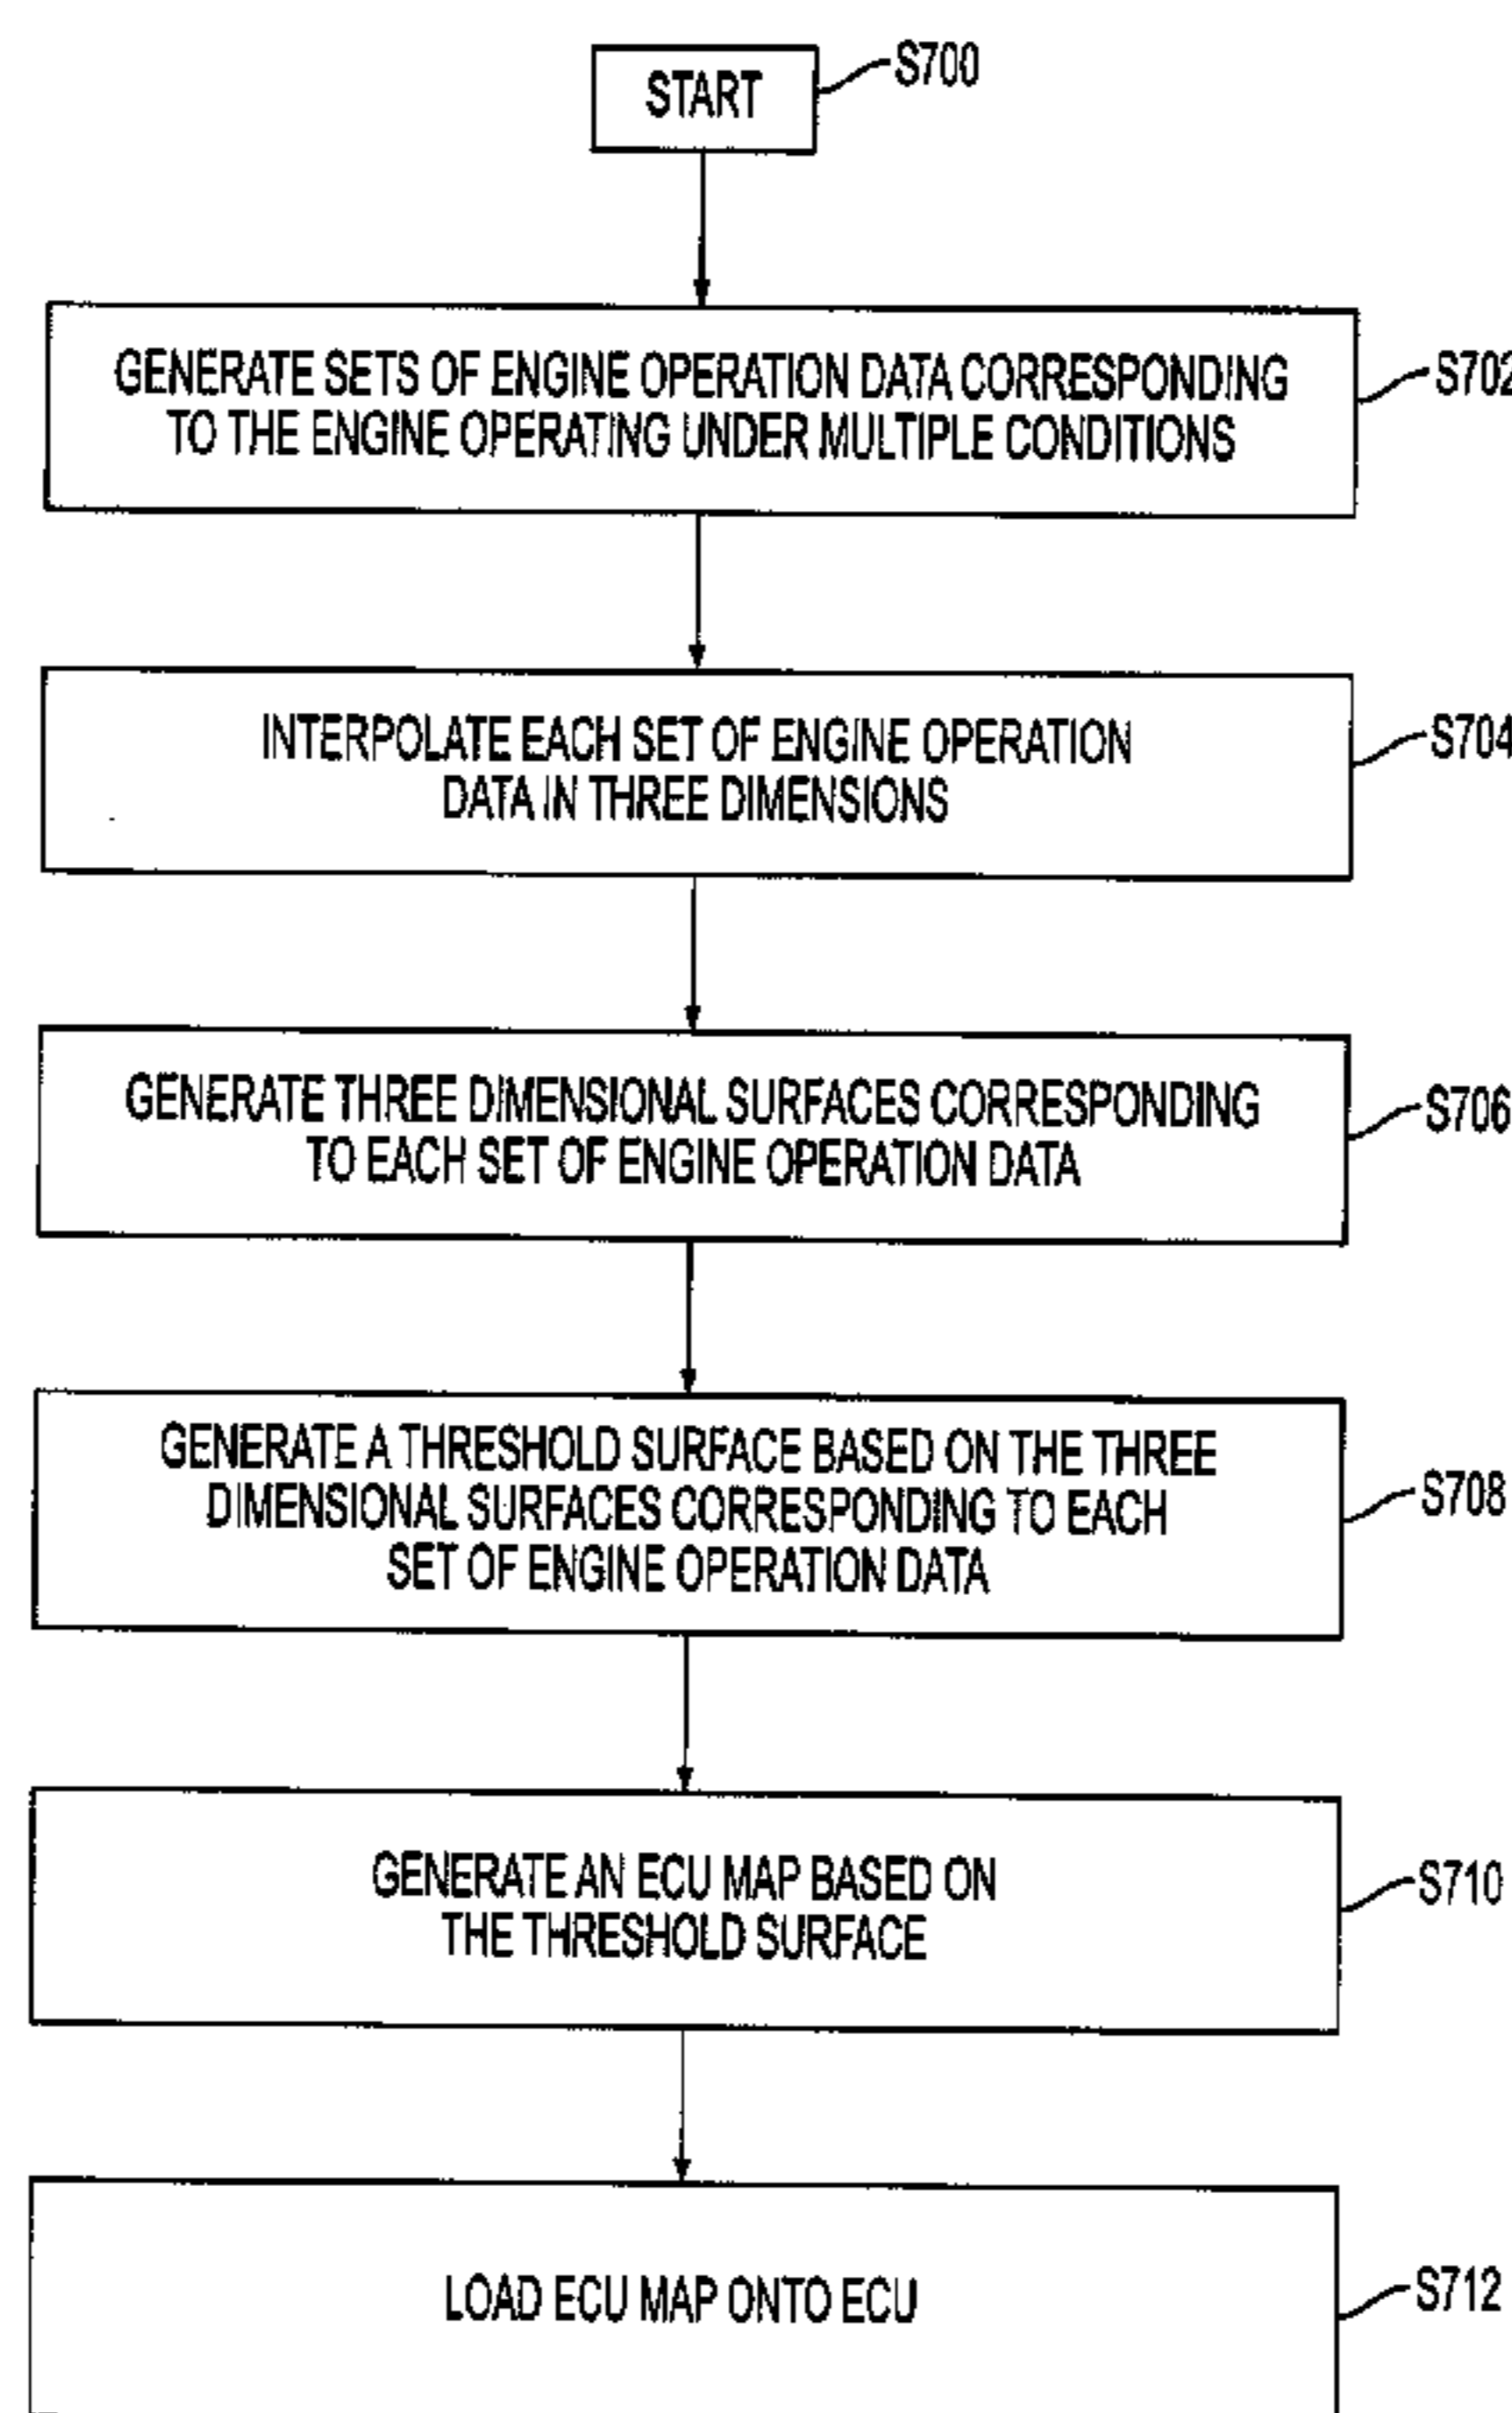 START
S700
GENERATE SETS OF ENGINE OPERATION DATA CORRESPONDING
TO THE ENGINE OPERATING UNDER MULTIPLE CONDITIONS
S702
INTERPOLATE EACH SET OF ENGINE OPERATION
DATA IN THREE DIMENSIONS
S704
GENERATE THREE DIMENSIONAL SURFACES CORRESPONDING
TO EACH SET OF ENGINE OPERATION DATA
S706
GENERATE A THRESHOLD SURFACE BASED ON THE THREE
DIMENSIONAL SURFACES CORRESPONDING TO EACH
SET OF ENGINE OPERATION DATA
S708
GENERATE AN ECU MAP BASED ON
THE THRESHOLD SURFACE
S710
LOAD ECU MAP ONTO ECU
S712